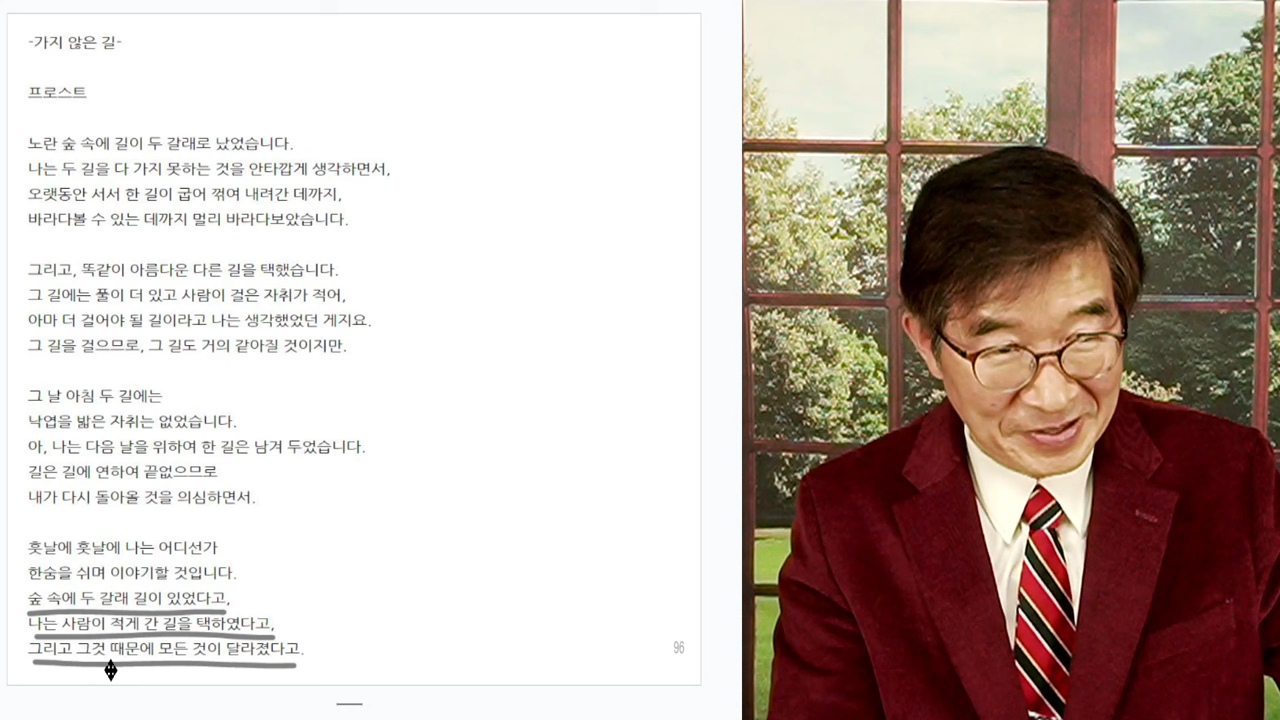 -가지 않은 길-
프로스트
노란 숲 속에 길이 두 갈래로 났었습니다.
나는 두 길을 다 가지 못하는 것을 안타깝게 생각하면서,
오랫동안 서서 한 길이 굽어 꺾여 내려간 데까지,
바라다볼 수 있는 데까지 멀리 바라다보았습니다.
그리고, 똑같이 아름다운 다른 길을 택했습니다.
그 길에는 풀이 더 있고 사람이 걸은 자취가 적어,
아마 더 걸어야 될 길이라고 나는 생각했었던 게지요.
그 길을 걸으므로, 그 길도 거의 같아질 것이지만.
그 날 아침 두 길에는
낙엽을 밟은 자취는 없었습니다.
아, 나는 다음 날을 위하여 한 길은 남겨 두었습니다.
길은 길에 연하여 끝없으므로
내가 다시 돌아올 것을 의심하면서.
훗날에 훗날에 나는 어디선가
한숨을 쉬며 이야기할 것입니다.
숲 속에 두 갈래 길이 있었다고,
나는 사람이 적게 간 길을 택하였다고,
그리고 그것 때문에 모든 것이 달라졌다고.
96